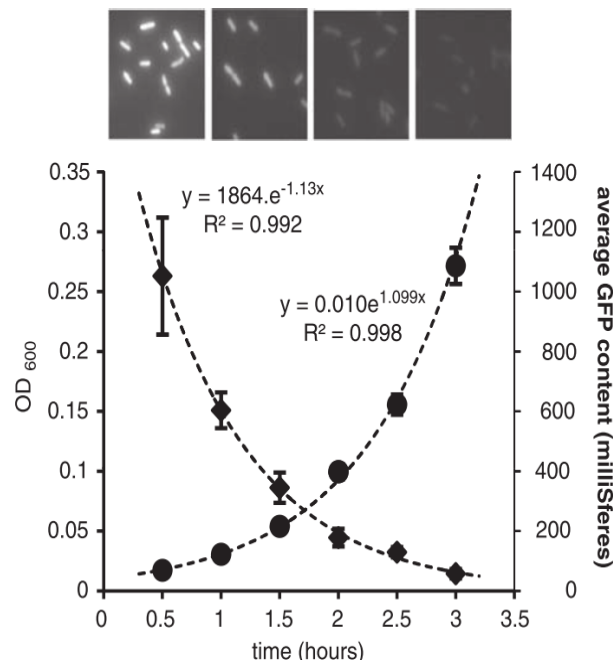 0.35
0.3
0.25
0.2
0.15
0.1
0.05
0
OD 600
y = 1864.e-1.13x
R² = 0.992
y = 0.010e1.099x
R² = 0.998
1400
1200
1000
800
600
400
200
0
average GFP content (milliSferes)
0 0.5 1 1.5 2 2.5 3 3.5
time (hours)